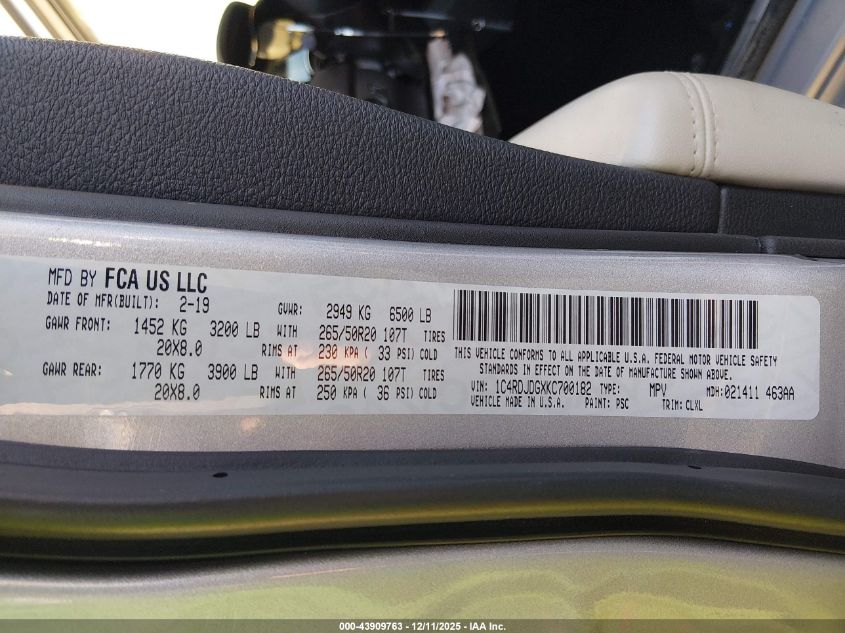 MFD BY FCA US LLC
DATE OF MFR(BUILT): 2-19 GVWR: 2949 KG 6500 LB
GAWR FRONT: 1452 KG 3200 LB WITH 265/50R20 107T TIRES
20X8.0 RIMS AT 230 KPA ( 33 PSI) COLD
GAWR REAR: 1770 KG 3900 LB WITH 265/50R20 107T TIRES
20X8.0 RIMS AT 250 KPA ( 36 PSI) COLD
THIS VEHICLE CONFORMS TO ALL APPLICABLE U.S.A. FEDERAL MOTOR VEHICLE SAFETY
STANDARDS IN EFFECT ON THE DATE OF MANUFACTURE SHOWN ABOVE.
VIN: 1C4RDJDGXKC700182 TYPE: MPV MDH:021411 463AA
VEHICLE MADE IN U.S.A. PAINT: PSC TRIM: CLXL
000-43909763 - 12/11/2025 - IAA Inc.